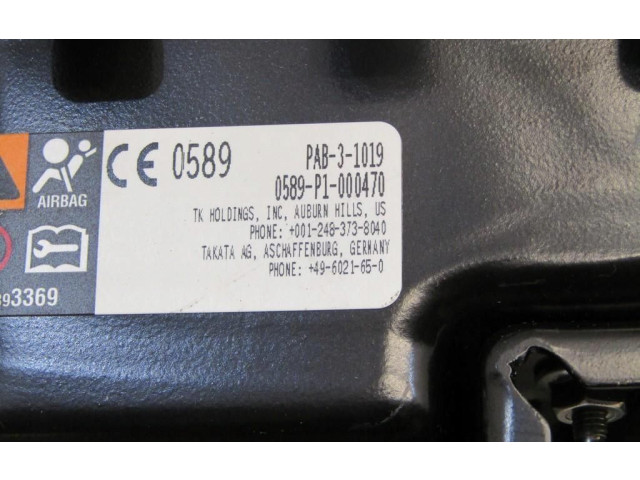 CE 0589
PAB-3-1019
0589-P1-000470
TK HOLDINGS, INC, AUBURN HILLS, US
PHONE: +001-248-373-8040
TAKATA AG, ASCHAFFENBURG, GERMANY
PHONE: +49-6021-65-0
AIRBAG
93369